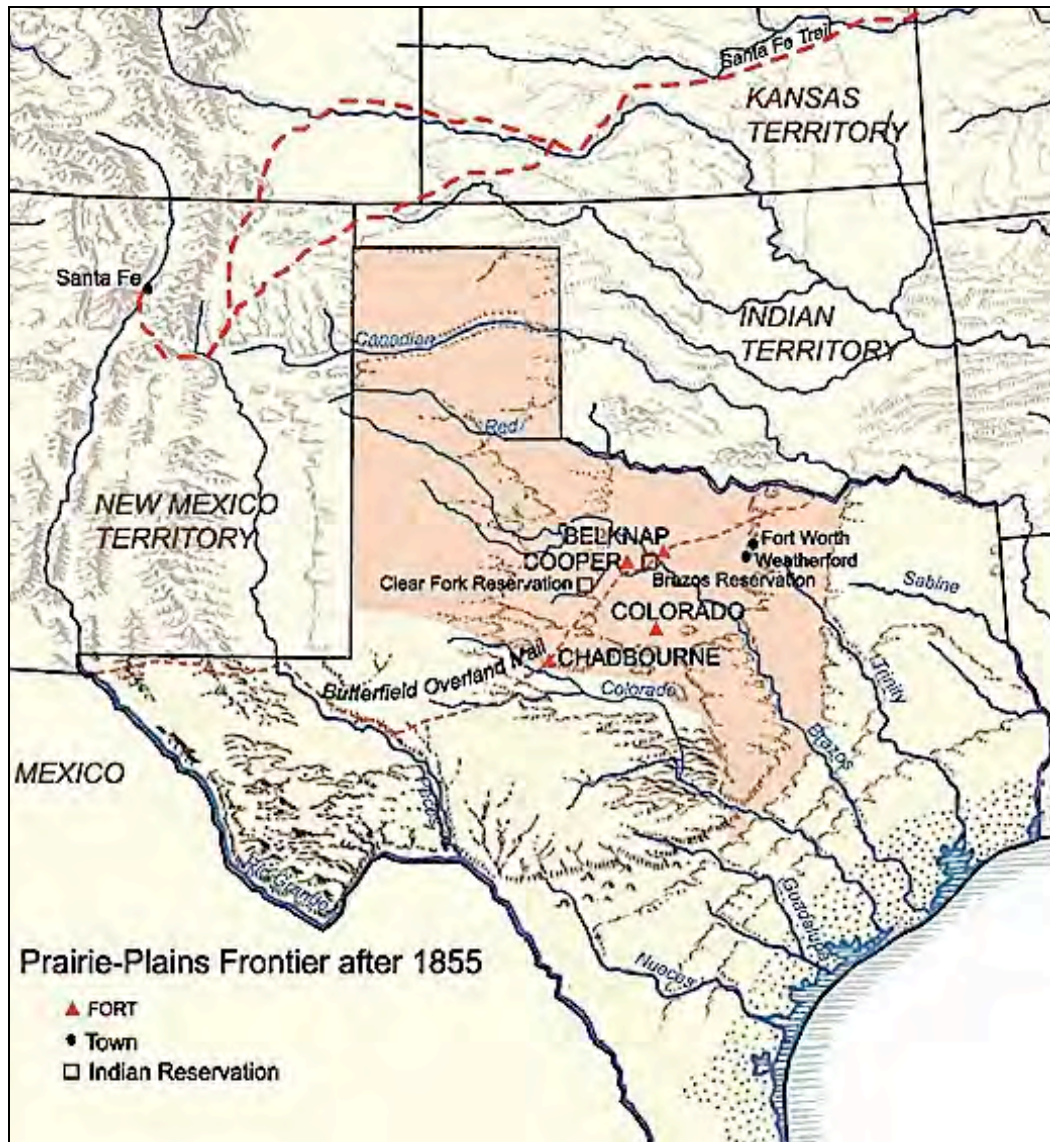 Santa Fe Trail
KANSAS
TERRITORY
Santa Fe
Canadian
INDIAN
TERRITORY
Red
NEW MEXICO
TERRITORY
BELKNAP
Fort Worth
COOPER
Weatherford
Clear Fork Reservation
Brazos Reservation
Sabine
COLORADO
CHADBOURNE
Butterfield Overland Mail
Colorado
Trinity
Brazos
MEXICO
Pecos
Rio Grande
Guadalupe
Nueces
Prairie-Plains Frontier after 1855
FORT
Town
Indian Reservation